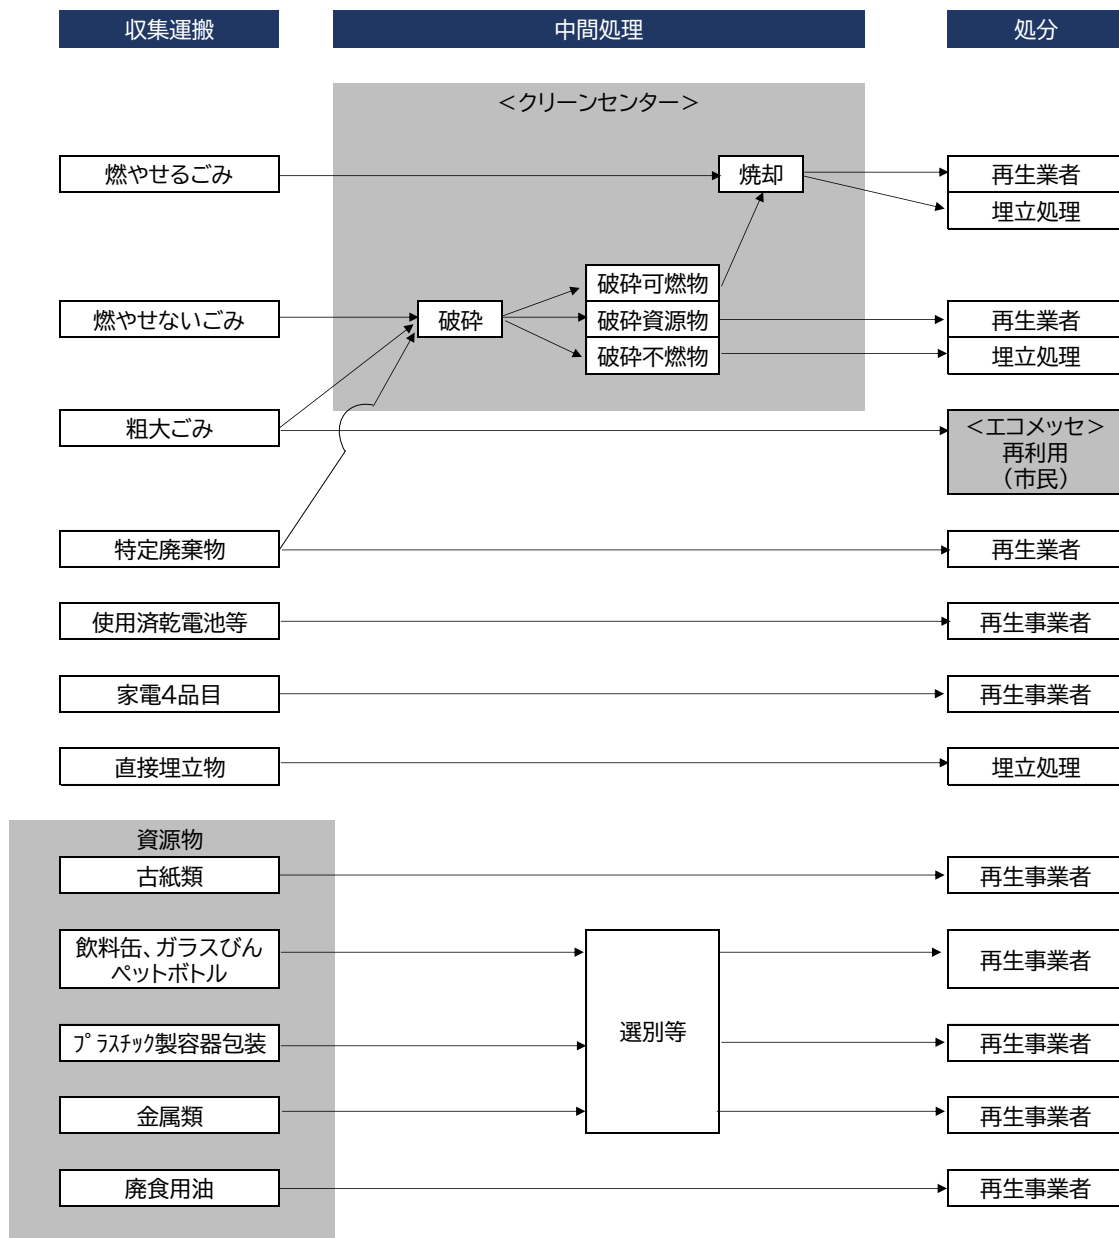 収集運搬
中間処理
処分
＜クリーンセンター＞
燃やせるごみ
焼却
再生業者
埋立処理
破砕可燃物
燃やせないごみ
破砕
破砕資源物
再生業者
破砕不燃物
埋立処理
粗大ごみ
＜エコメッセ＞
再利用
（市民）
特定廃棄物
再生業者
使用済乾電池等
再生事業者
家電4品目
再生事業者
直接埋立物
埋立処理
資源物
古紙類
再生事業者
飲料缶、ガラスびん
ペットボトル
再生事業者
ﾌﾟﾗｽﾁｯｸ製容器包装
選別等
再生事業者
金属類
再生事業者
廃食用油
再生事業者